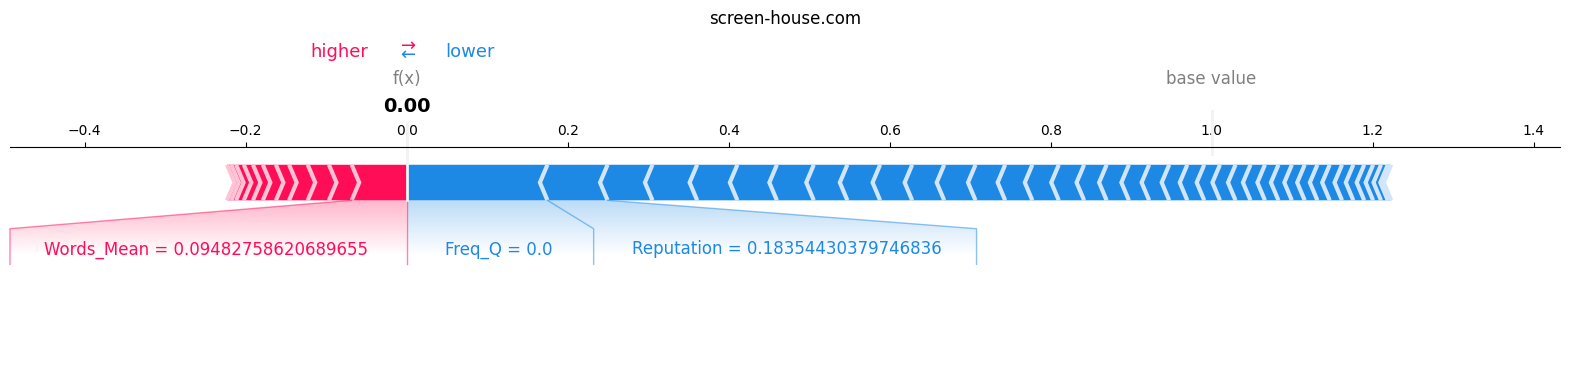 screen-house.com
higher → ← lower
f(x) base value
0.00
−0.4 −0.2 0.0 0.2 0.4 0.6 0.8 1.0 1.2 1.4
Words_Mean = 0.09482758620689655 Freq_Q = 0.0 Reputation = 0.18354430379746836